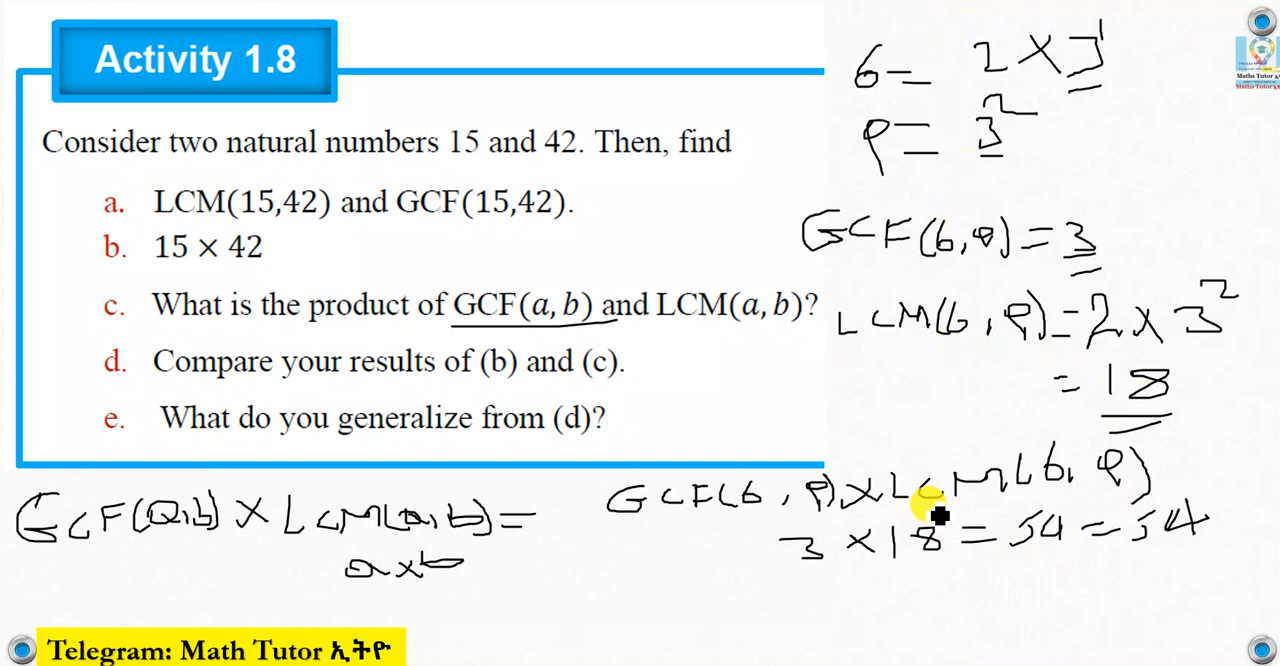 Activity 1.8
Consider two natural numbers 15 and 42. Then, find
a. LCM(15,42) and GCF(15,42).
b. 15 × 42
c. What is the product of GCF(a, b) and LCM(a, b)?
d. Compare your results of (b) and (c).
e. What do you generalize from (d)?
6 = 2 × 3¹
9 = 3²
GCF(6,9) = 3
LCM(6,9) = 2 × 3²
= 18
GCF(6,9) × LCM(6,9)
3 × 18 = 54 = 54
GCF(a,b) × LCM(a,b) =
a×b
Telegram: Math Tutor ኢትዮ